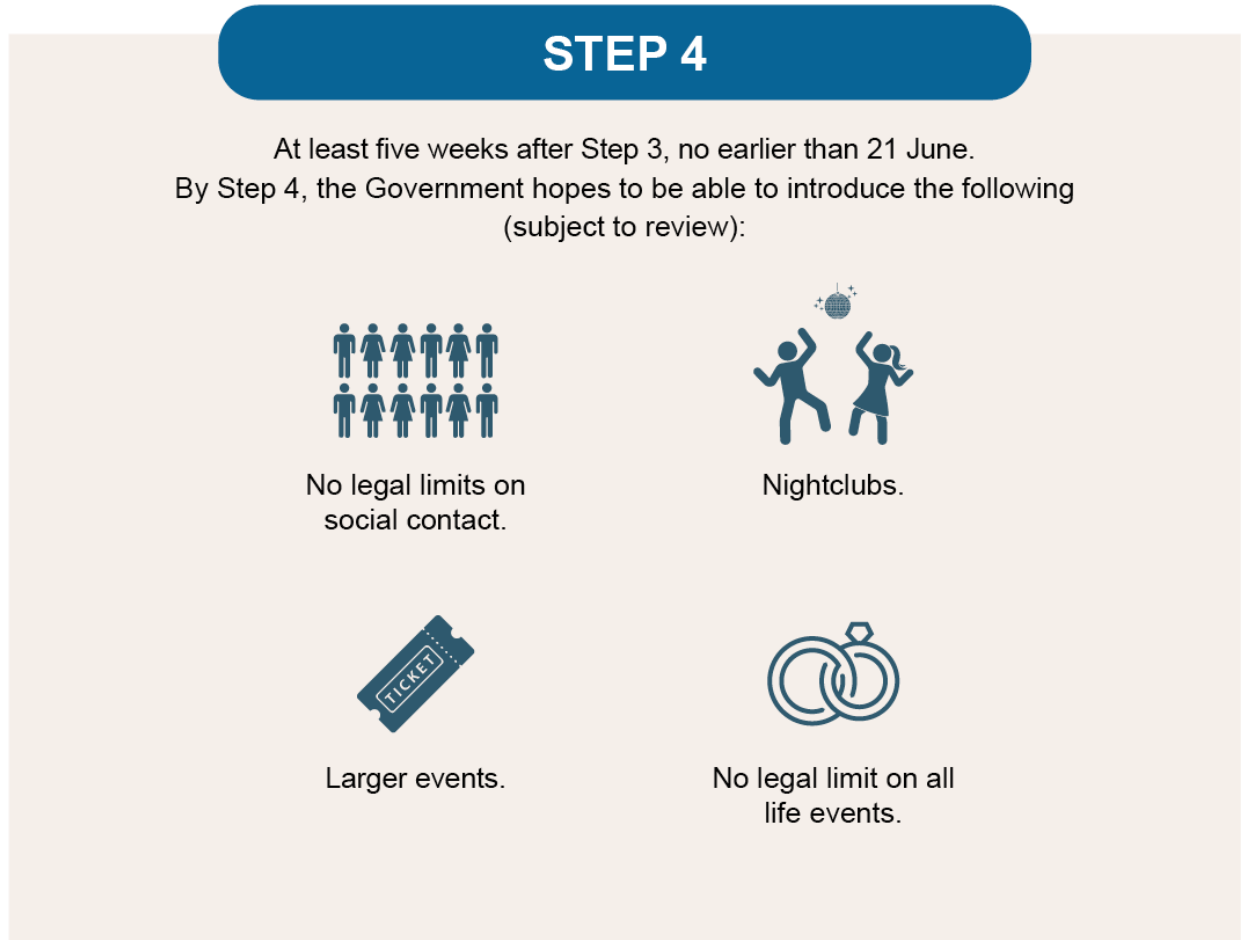 STEP 4
At least five weeks after Step 3, no earlier than 21 June.
By Step 4, the Government hopes to be able to introduce the following
(subject to review):
No legal limits on
social contact.
Nightclubs.
TICKET
Larger events.
No legal limit on all
life events.